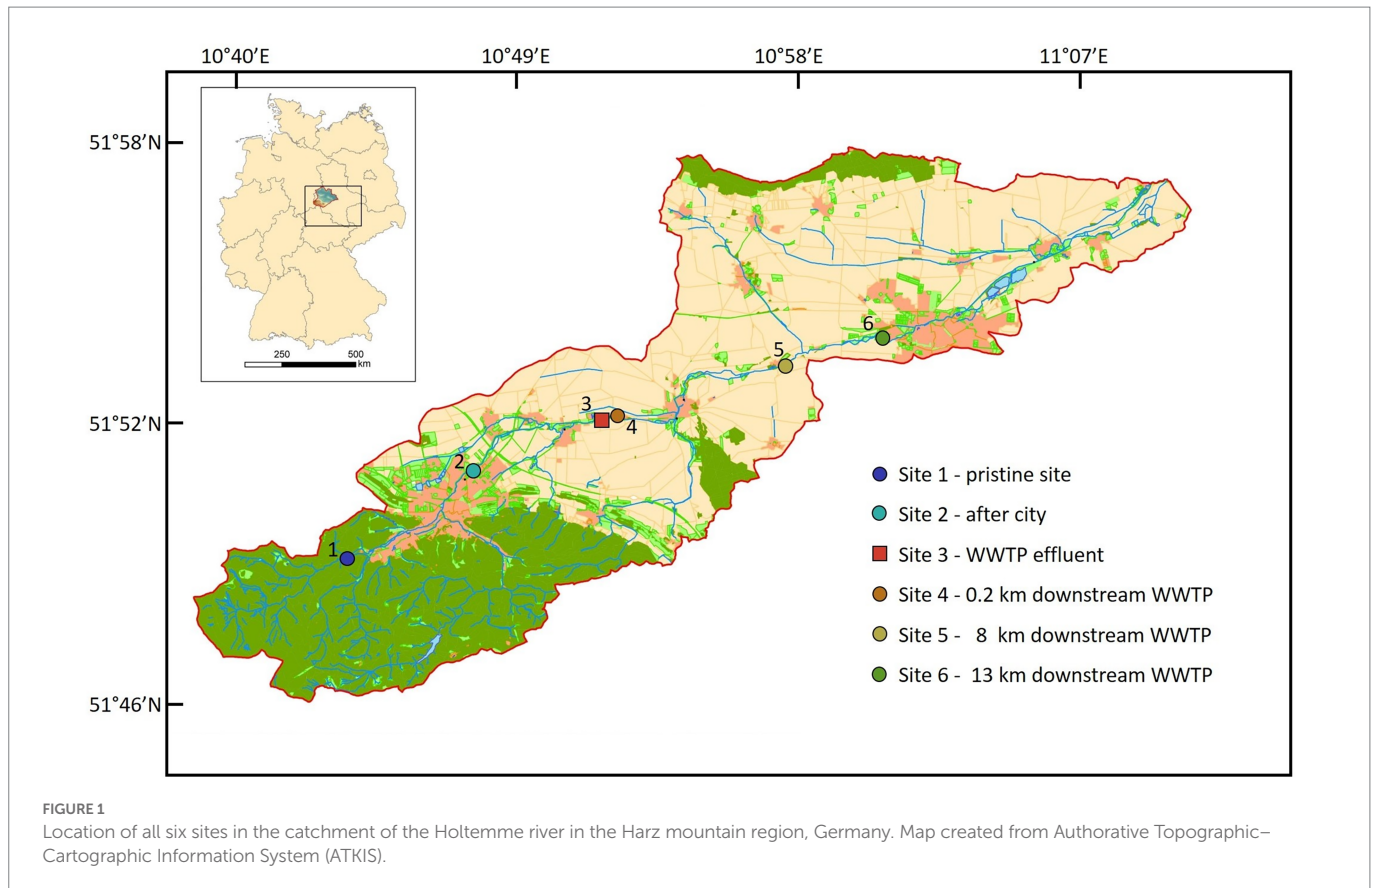 10°40′E 10°49′E 10°58′E 11°07′E
51°58′N
51°52′N
51°46′N
250 500
km
6
5
3
4
2
1
Site 1 - pristine site
Site 2 - after city
Site 3 - WWTP effluent
Site 4 - 0.2 km downstream WWTP
Site 5 - 8 km downstream WWTP
Site 6 - 13 km downstream WWTP
FIGURE 1
Location of all six sites in the catchment of the Holtemme river in the Harz mountain region, Germany. Map created from Authorative Topographic–
Cartographic Information System (ATKIS).